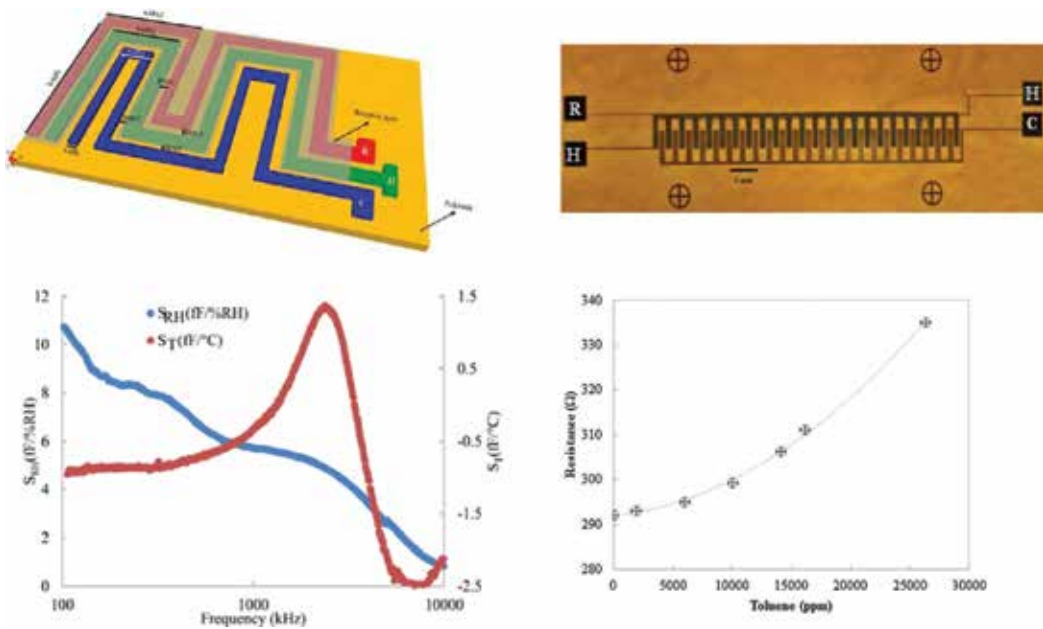 R
H
H
C
1 mm
12
10
8
6
4
2
0
S_RH(fF/%RH)
S_T(fF/°C)
1.5
0.5
-0.5
-1.5
-2.5
S_RH(fF/%RH)
S_T(fF/°C)
100
1000
10000
Frequency (kHz)
340
330
320
310
300
290
280
Resistance (Ω)
0
5000
10000
15000
20000
25000
30000
Toluene (ppm)